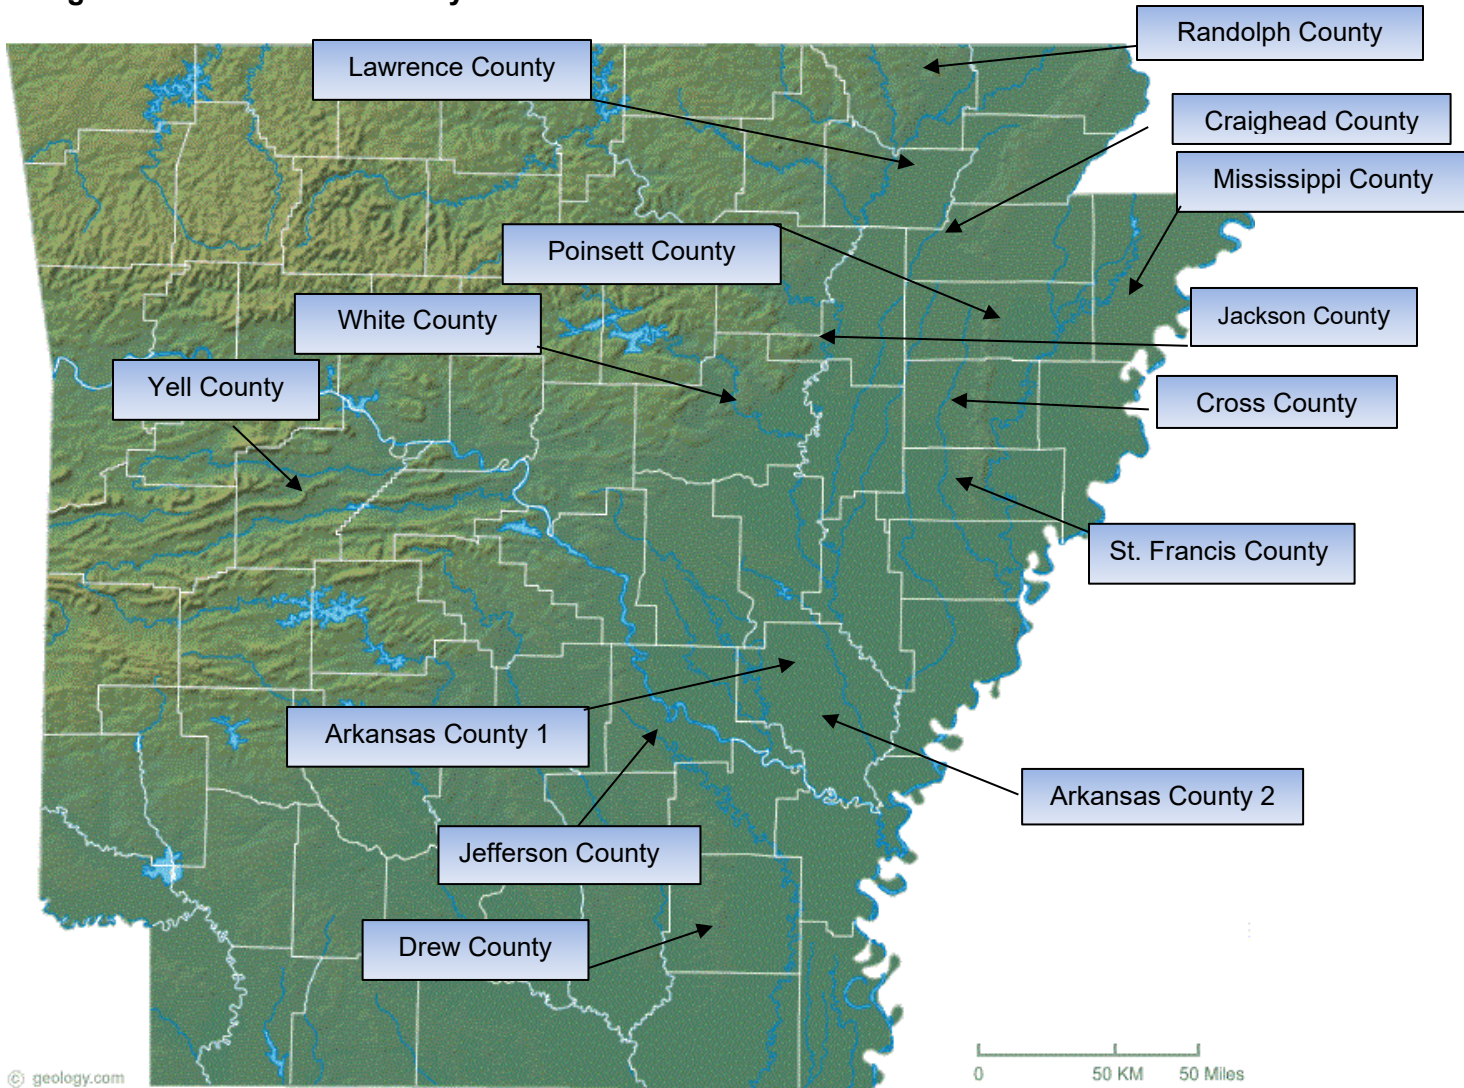 Randolph County
Lawrence County
Craighead County
Mississippi County
Poinsett County
White County
Jackson County
Yell County
Cross County
St. Francis County
Arkansas County 1
Arkansas County 2
Jefferson County
Drew County
0 50 KM 50 Miles
© geology.com